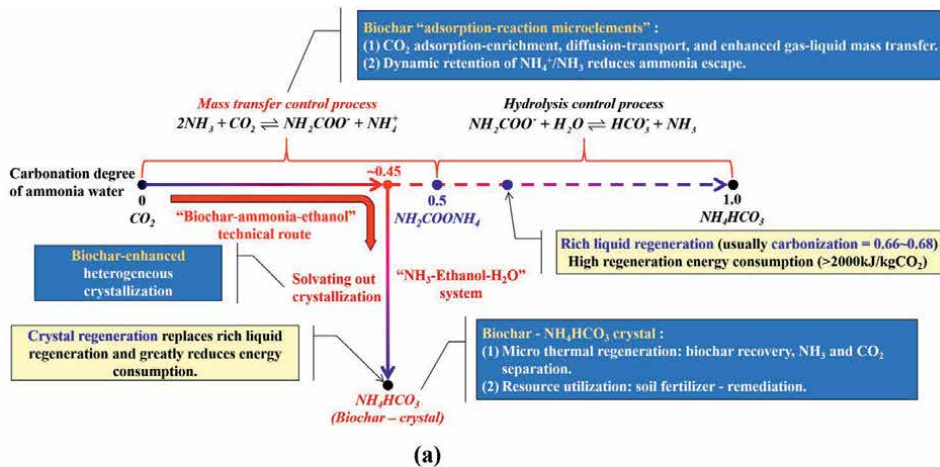 Biochar “adsorption-reaction microelements” :
(1) CO₂ adsorption-enrichment, diffusion-transport, and enhanced gas-liquid mass transfer.
(2) Dynamic retention of NH₄⁺/NH₃ reduces ammonia escape.
Mass transfer control process
2NH₃ + CO₂ ⇌ NH₂COO⁻ + NH₄⁺
Hydrolysis control process
NH₂COO⁻ + H₂O ⇌ HCO₃⁻ + NH₃
Carbonation degree
of ammonia water
0
CO₂
~0.45
0.5
NH₂COONH₄
1.0
NH₄HCO₃
“Biochar-ammonia-ethanol”
technical route
Biochar-enhanced
heterogeneous
crystallization
Solvating out
crystallization
“NH₃-Ethanol-H₂O”
system
Rich liquid regeneration (usually carbonization = 0.66~0.68)
High regeneration energy consumption (>2000kJ/kgCO₂)
Crystal regeneration replaces rich liquid
regeneration and greatly reduces energy
consumption.
NH₄HCO₃
(Biochar – crystal)
Biochar - NH₄HCO₃ crystal :
(1) Micro thermal regeneration: biochar recovery, NH₃ and CO₂
separation.
(2) Resource utilization: soil fertilizer - remediation.
(a)